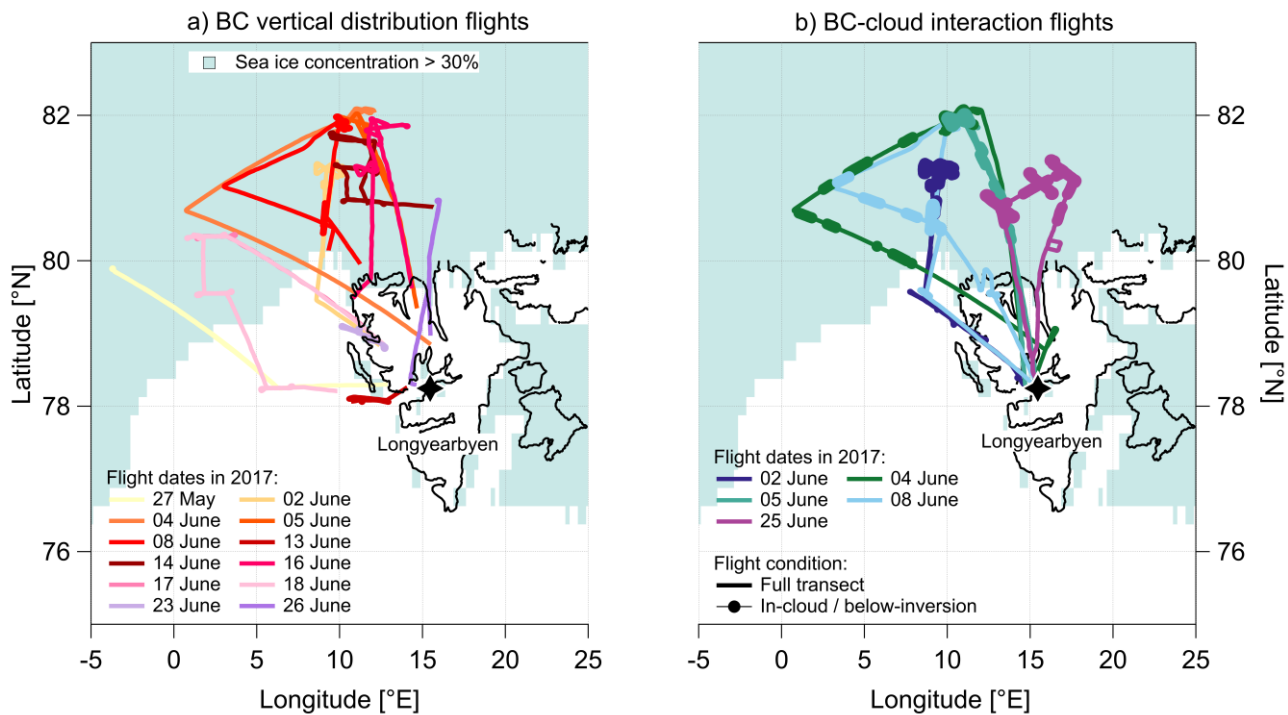 a) BC vertical distribution flights
Sea ice concentration > 30%
82
80
78
76
Latitude [°N]
Longyearbyen
Flight dates in 2017:
27 May 02 June
04 June 05 June
08 June 13 June
14 June 16 June
17 June 18 June
23 June 26 June
-5 0 5 10 15 20 25
Longitude [°E]
b) BC-cloud interaction flights
82
80
78
76
Latitude [°N]
Longyearbyen
Flight dates in 2017:
02 June 04 June
05 June 08 June
25 June
Flight condition:
Full transect
In-cloud / below-inversion
-5 0 5 10 15 20 25
Longitude [°E]